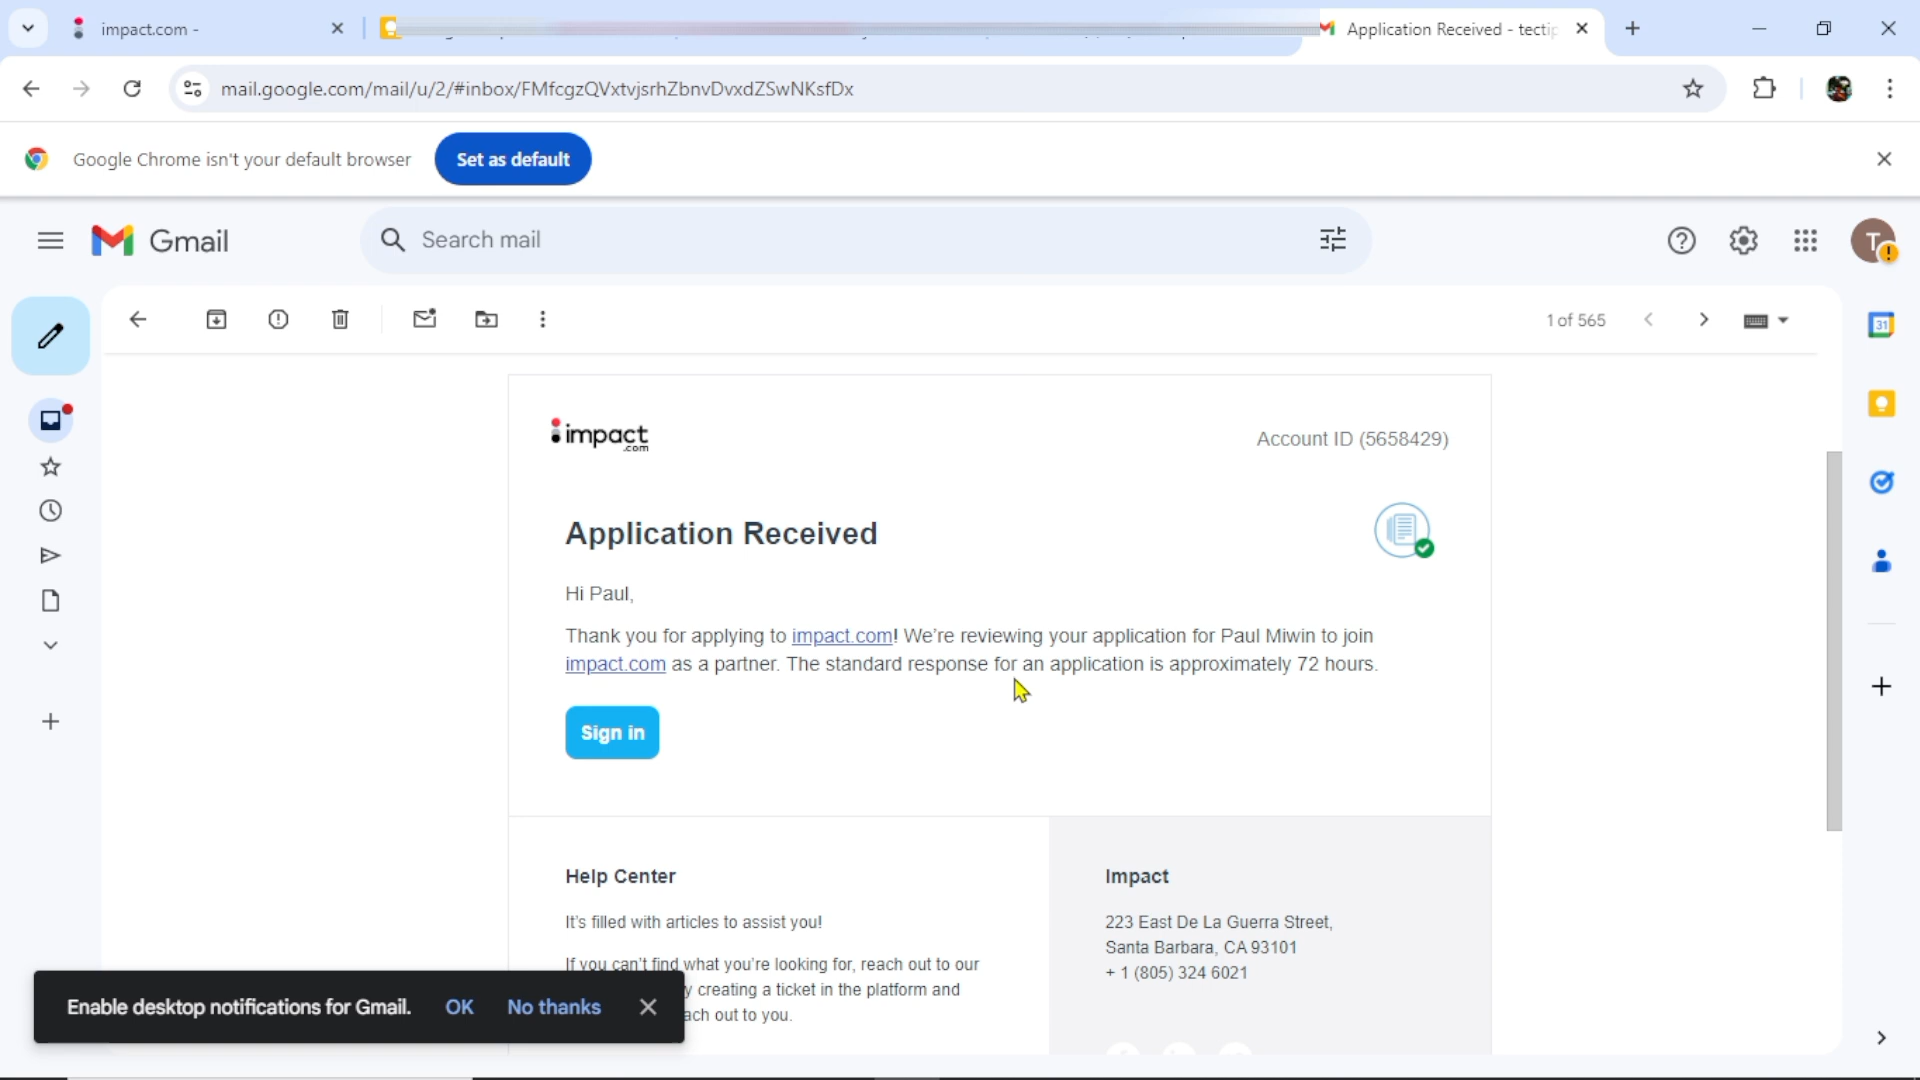 impact.com -
Application Received - tectip
mail.google.com/mail/u/2/#inbox/FMfcgzQVxtvjsrhZbnvDvxdZSwNKsfDx
Google Chrome isn't your default browser
Set as default
Gmail
Search mail
T
1 of 565
31
impact.com
Account ID (5658429)
Application Received
Hi Paul,
Thank you for applying to impact.com! We're reviewing your application for Paul Miwin to join
impact.com as a partner. The standard response for an application is approximately 72 hours.
Sign in
Help Center
It's filled with articles to assist you!
If you can't find what you're looking for, reach out to our
y creating a ticket in the platform and
ach out to you.
Impact
223 East De La Guerra Street,
Santa Barbara, CA 93101
+ 1 (805) 324 6021
Enable desktop notifications for Gmail.
OK
No thanks